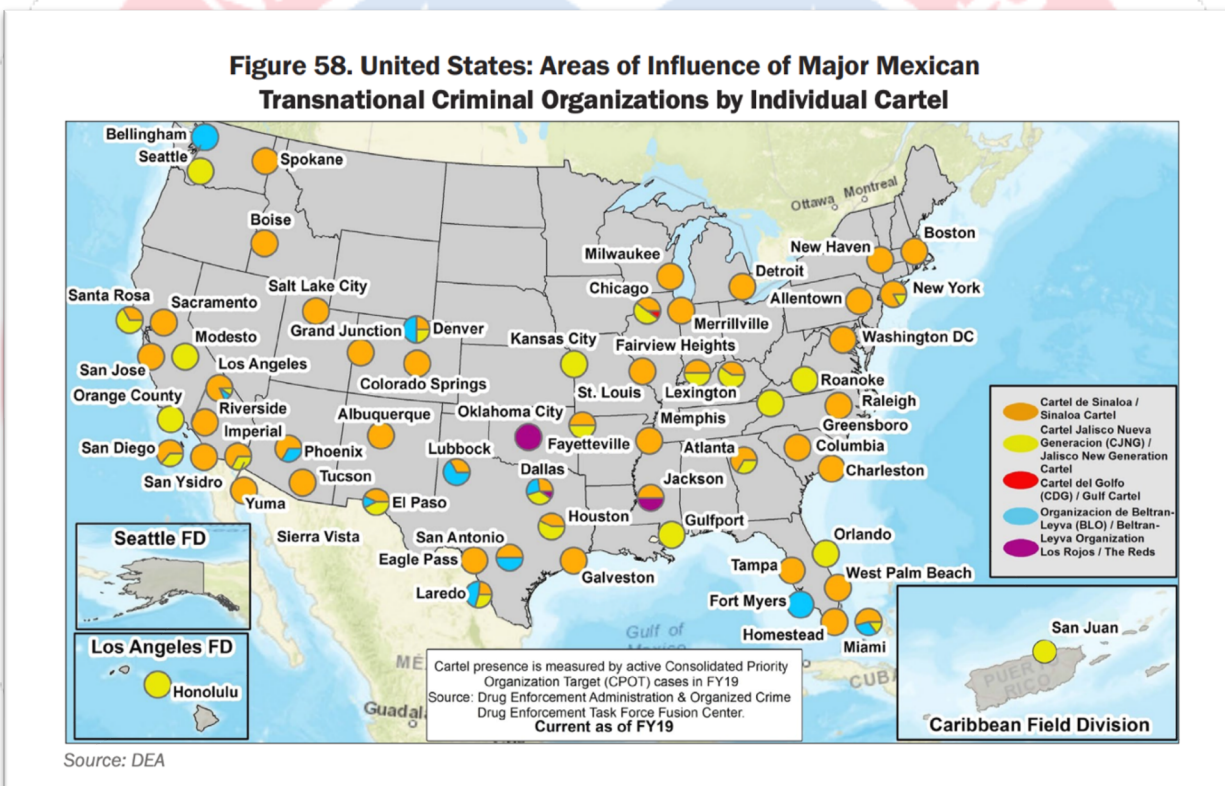 Figure 58. United States: Areas of Influence of Major Mexican
Transnational Criminal Organizations by Individual Cartel
Bellingham
Seattle
Spokane
Boise
Ottawa
Montreal
Boston
New Haven
Milwaukee
Detroit
Santa Rosa
Sacramento
Salt Lake City
Chicago
Allentown
New York
Merrillville
Modesto
Grand Junction
Denver
Kansas City
Fairview Heights
Washington DC
San Jose
Los Angeles
Colorado Springs
St. Louis
Lexington
Roanoke
Orange County
Riverside
Albuquerque
Oklahoma City
Memphis
Raleigh
Greensboro
Imperial
San Diego
Phoenix
Lubbock
Fayetteville
Atlanta
Columbia
San Ysidro
Tucson
Dallas
Jackson
Charleston
Yuma
El Paso
Houston
Gulfport
Sierra Vista
San Antonio
Orlando
Eagle Pass
Galveston
Tampa
West Palm Beach
Laredo
Fort Myers
Homestead
Miami
Gulf of
Mexico
MÉ
CUBA
Guadal
Cartel de Sinaloa /
Sinaloa Cartel
Cartel Jalisco Nueva
Generacion (CJNG) /
Jalisco New Generation
Cartel
Cartel del Golfo
(CDG) / Gulf Cartel
Organizacion de Beltran-
Leyva (BLO) / Beltran-
Leyva Organization
Los Rojos / The Reds
Seattle FD
Los Angeles FD
Honolulu
San Juan
PUERTO
RICO
Caribbean Field Division
Cartel presence is measured by active Consolidated Priority
Organization Target (CPOT) cases in FY19
Source: Drug Enforcement Administration & Organized Crime
Drug Enforcement Task Force Fusion Center.
Current as of FY19
Source: DEA